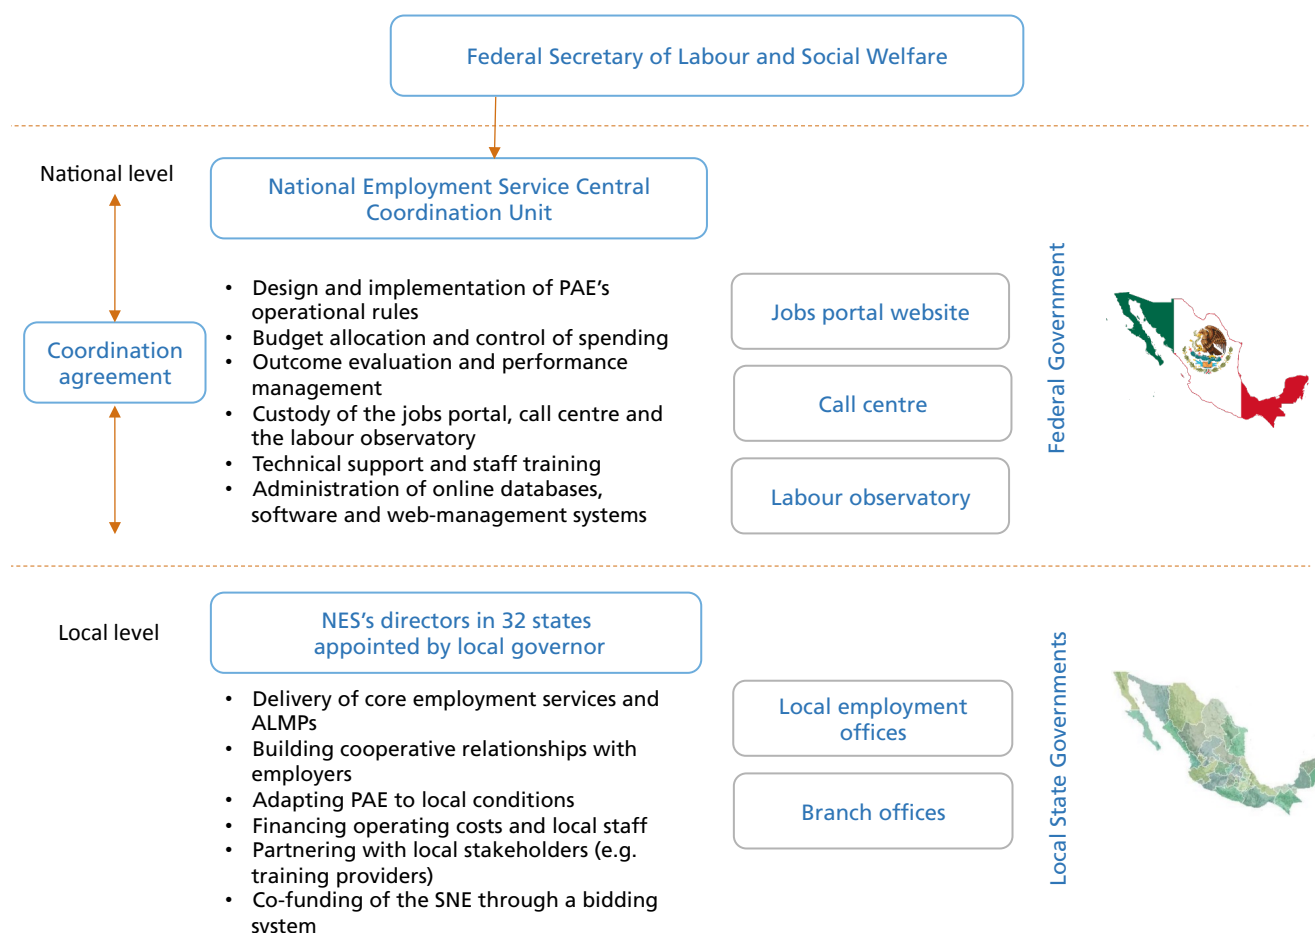 Federal Secretary of Labour and Social Welfare
National level
National Employment Service Central
Coordination Unit
Coordination
agreement
• Design and implementation of PAE's
operational rules
• Budget allocation and control of spending
• Outcome evaluation and performance
management
• Custody of the jobs portal, call centre and
the labour observatory
• Technical support and staff training
• Administration of online databases,
software and web-management systems
Jobs portal website
Call centre
Labour observatory
Federal Government
Local level
NES's directors in 32 states
appointed by local governor
• Delivery of core employment services and
ALMPs
• Building cooperative relationships with
employers
• Adapting PAE to local conditions
• Financing operating costs and local staff
• Partnering with local stakeholders (e.g.
training providers)
• Co-funding of the SNE through a bidding
system
Local employment
offices
Branch offices
Local State Governments